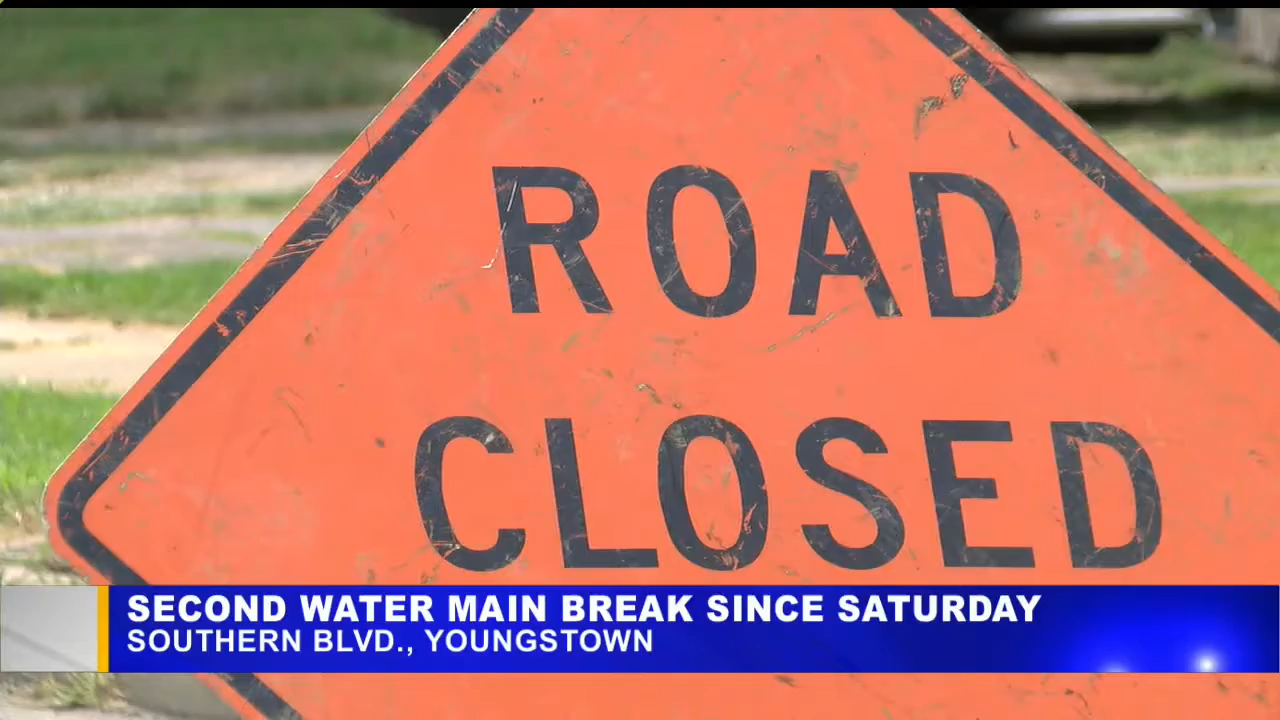 ROAD
CLOSED
SECOND WATER MAIN BREAK SINCE SATURDAY
SOUTHERN BLVD., YOUNGSTOWN